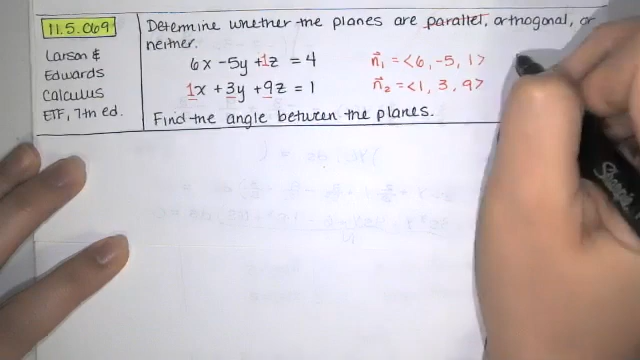 11.5.069
Larson &
Edwards
Calculus
ETF, 7th ed.
Determine whether the planes are parallel, orthogonal, or
neither.
6x -5y +1z = 4
1x +3y +9z = 1
n⃗₁ = <6, -5, 1>
n⃗₂ = <1, 3, 9>
Find the angle between the planes.
Sharpie